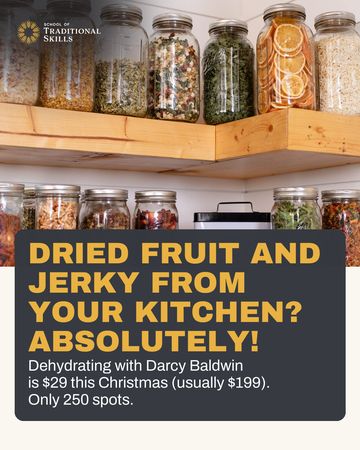 SCHOOL OF
TRADITIONAL
SKILLS
DRIED FRUIT AND
JERKY FROM
YOUR KITCHEN?
ABSOLUTELY!
Dehydrating with Darcy Baldwin
is $29 this Christmas (usually $199).
Only 250 spots.